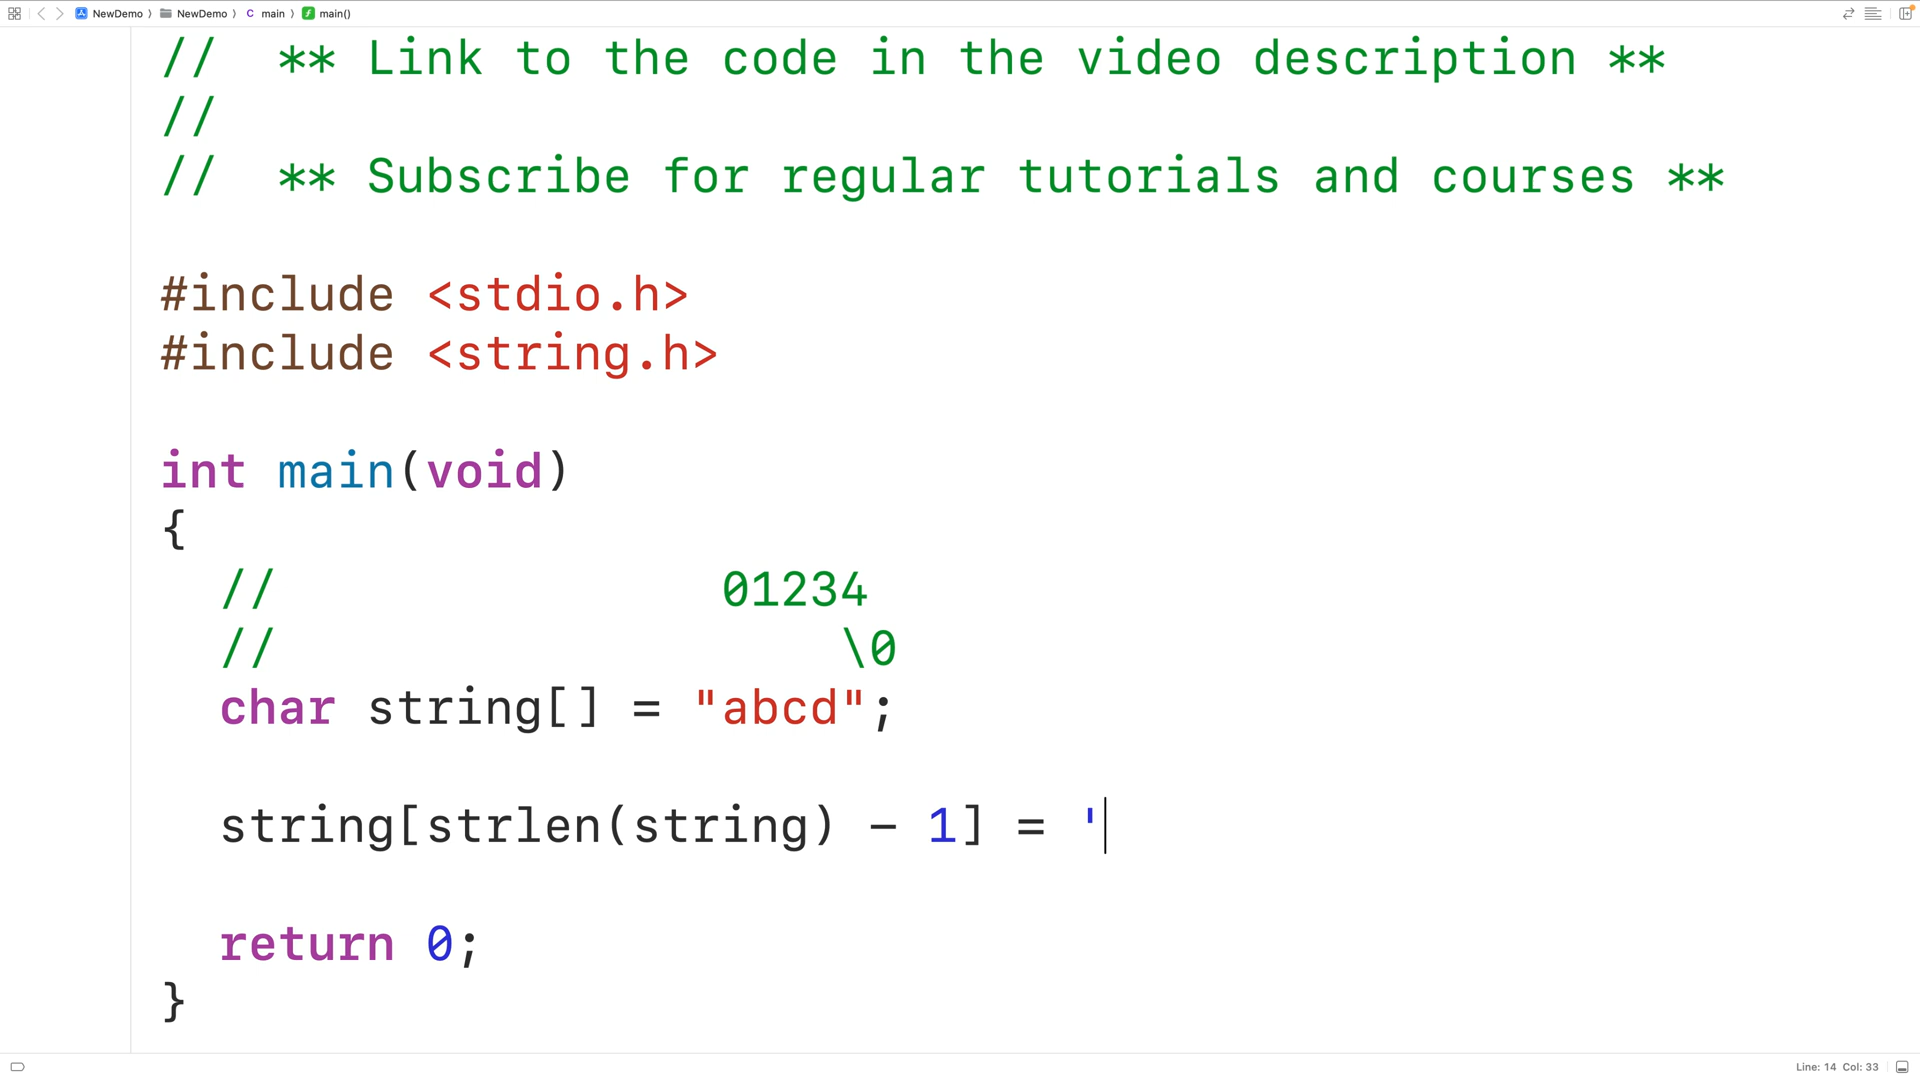 NewDemo 〉 NewDemo 〉 C main 〉 f main()
// ** Link to the code in the video description **
//
// ** Subscribe for regular tutorials and courses **
#include <stdio.h>
#include <string.h>
int main(void)
{
//                 01234
//                     \0
char string[] = "abcd";
string[strlen(string) - 1] = '
return 0;
}
Line: 14 Col: 33